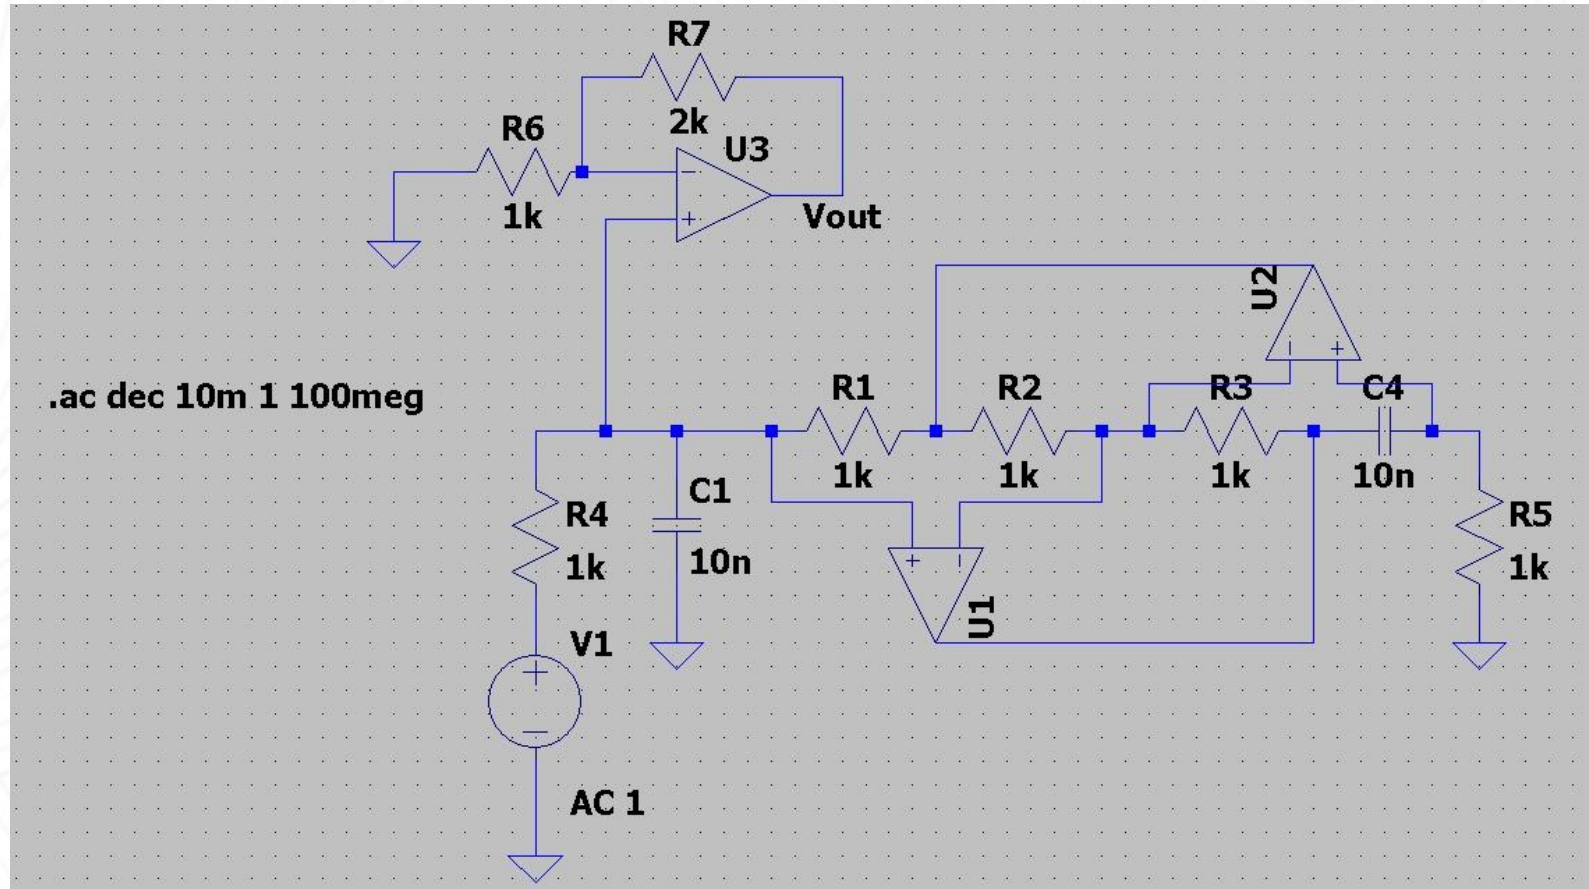 R7
2k
R6
1k
U3
Vout
U2
.ac dec 10m 1 100meg
R1
1k
R2
1k
R3
1k
C4
10n
R4
1k
C1
10n
U1
R5
1k
V1
AC 1